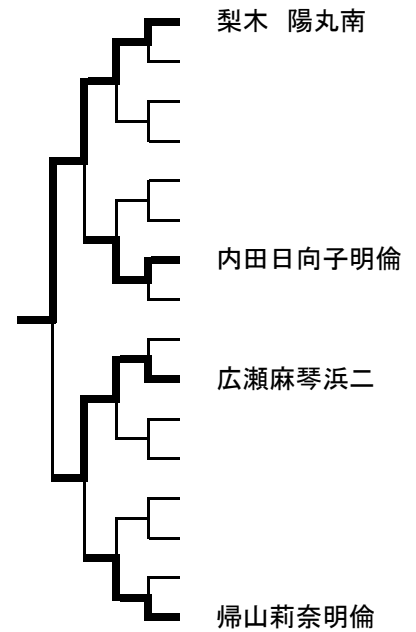 梨木　陽丸南
内田日向子明倫
広瀬麻琴浜二
帰山莉奈明倫